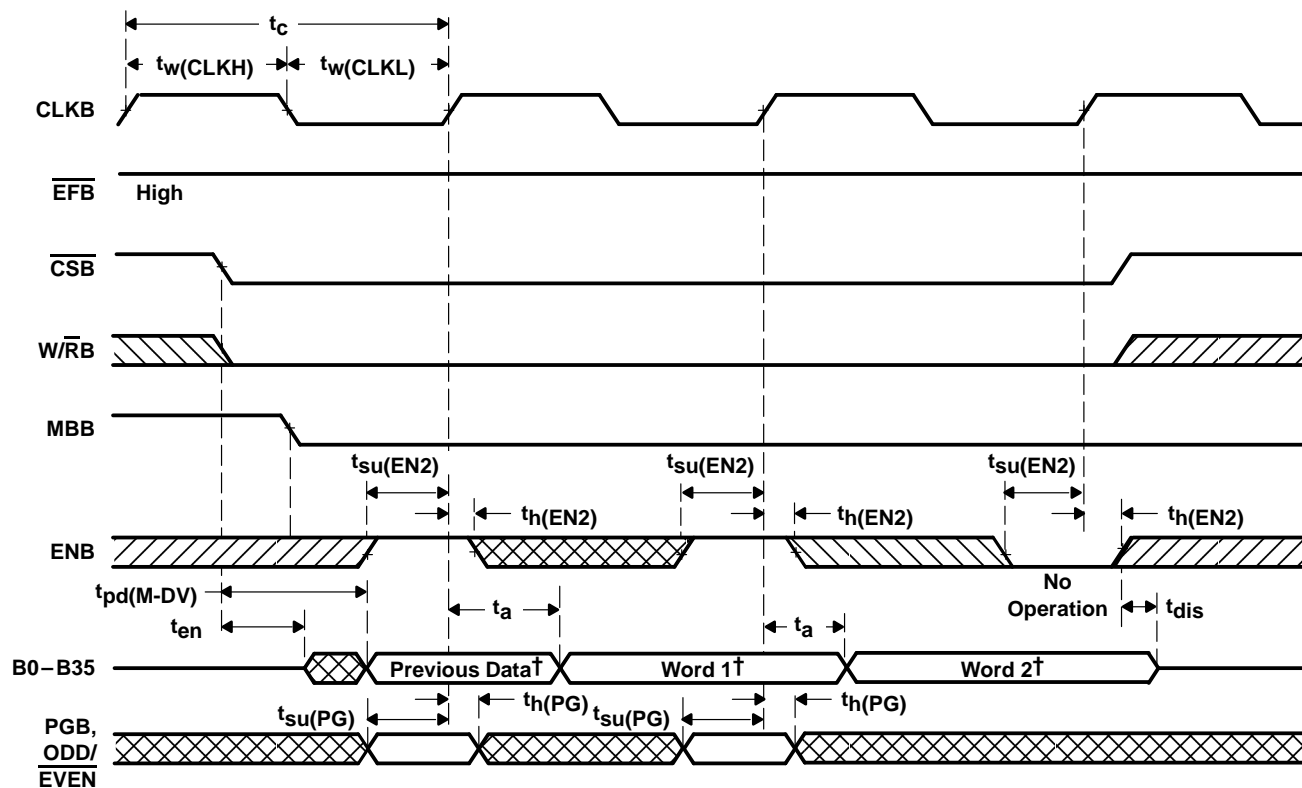 tc
tw(CLKH)
tw(CLKL)
CLKB
EFB
High
CSB
W/RB
MBB
tsu(EN2)
tsu(EN2)
tsu(EN2)
th(EN2)
th(EN2)
th(EN2)
ENB
No
Operation
tpd(M-DV)
ta
ta
tdis
ten
B0–B35
Previous Data†
Word 1†
Word 2†
tsu(PG)
th(PG)
tsu(PG)
th(PG)
PGB,
ODD/
EVEN